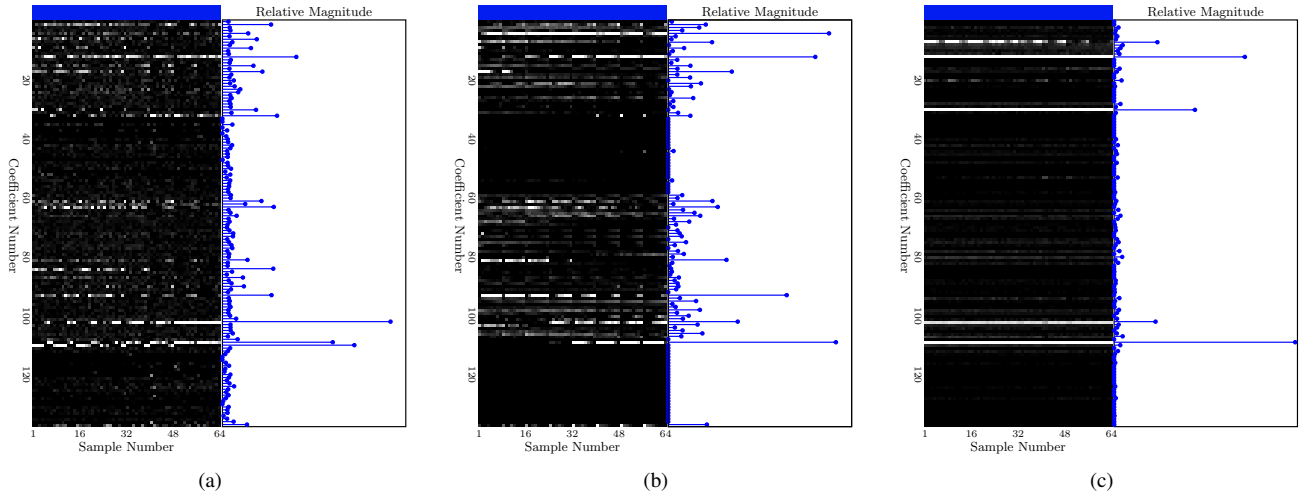 Relative Magnitude
20
40
60
80
100
120
Coefficient Number
1 16 32 48 64
Sample Number
(a)
Relative Magnitude
20
40
60
80
100
120
Coefficient Number
1 16 32 48 64
Sample Number
(b)
Relative Magnitude
20
40
60
80
100
120
Coefficient Number
1 16 32 48 64
Sample Number
(c)